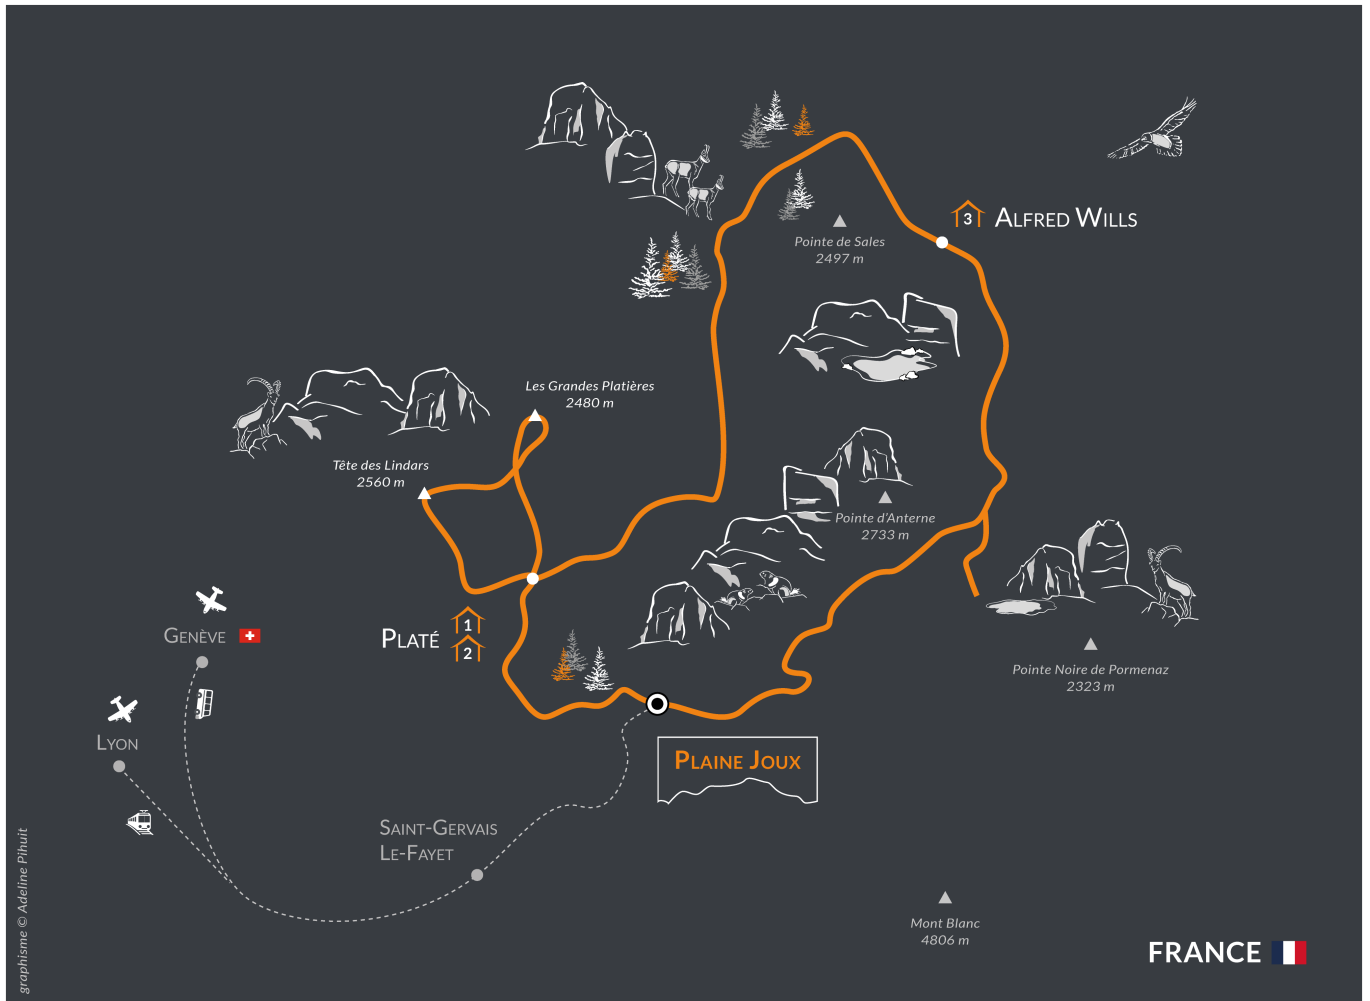 3 ALFRED WILLS
Pointe de Sales
2497 m
Les Grandes Platières
2480 m
Tête des Lindars
2560 m
Pointe d'Anterne
2733 m
GENÈVE
PLATÉ
1
2
Pointe Noire de Pormenaz
2323 m
LYON
PLAINE JOUX
SAINT-GERVAIS
LE-FAYET
Mont Blanc
4806 m
FRANCE
graphisme © Adeline Pihuit